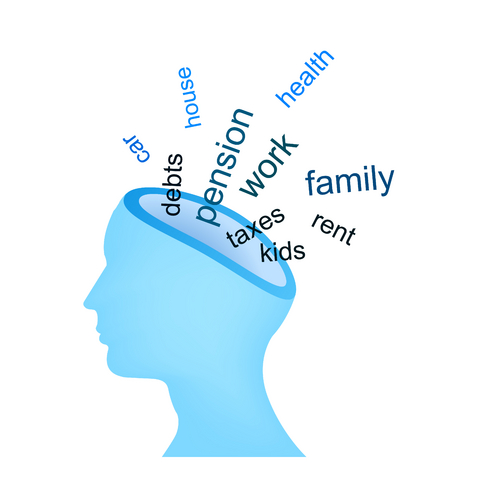 health
house
car
pension
work
debts
family
taxes
rent
kids